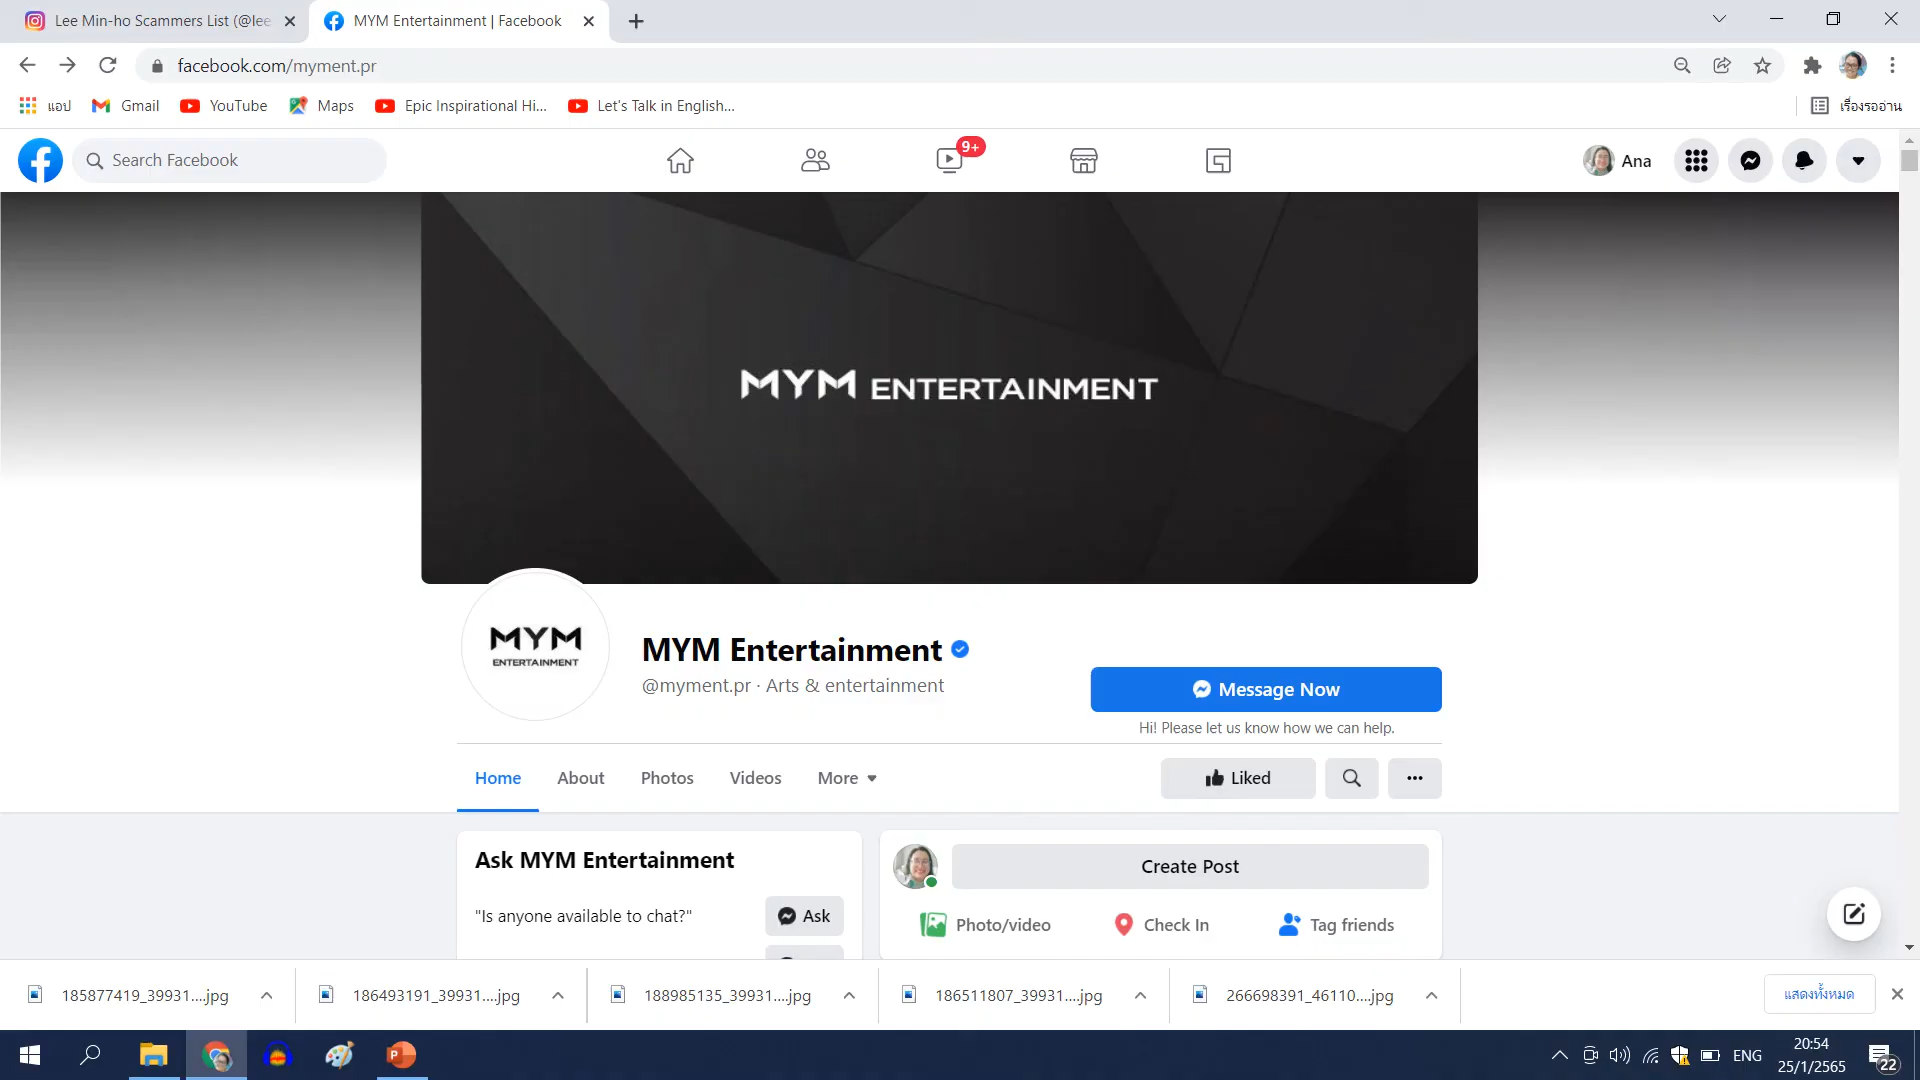 Lee Min-ho Scammers List (@lee
MYM Entertainment | Facebook
facebook.com/myment.pr
แอป
Gmail
YouTube
Maps
Epic Inspirational Hi...
Let's Talk in English...
เรื่องรออ่าน
Search Facebook
9+
Ana
MYM ENTERTAINMENT
MYM
ENTERTAINMENT
MYM Entertainment
@myment.pr · Arts & entertainment
Message Now
Hi! Please let us know how we can help.
Home
About
Photos
Videos
More
Liked
Ask MYM Entertainment
Create Post
"Is anyone available to chat?"
Ask
Photo/video
Check In
Tag friends
185877419_39931....jpg
186493191_39931....jpg
188985135_39931....jpg
186511807_39931....jpg
266698391_46110....jpg
แสดงทั้งหมด
ENG
20:54
25/1/2565
22